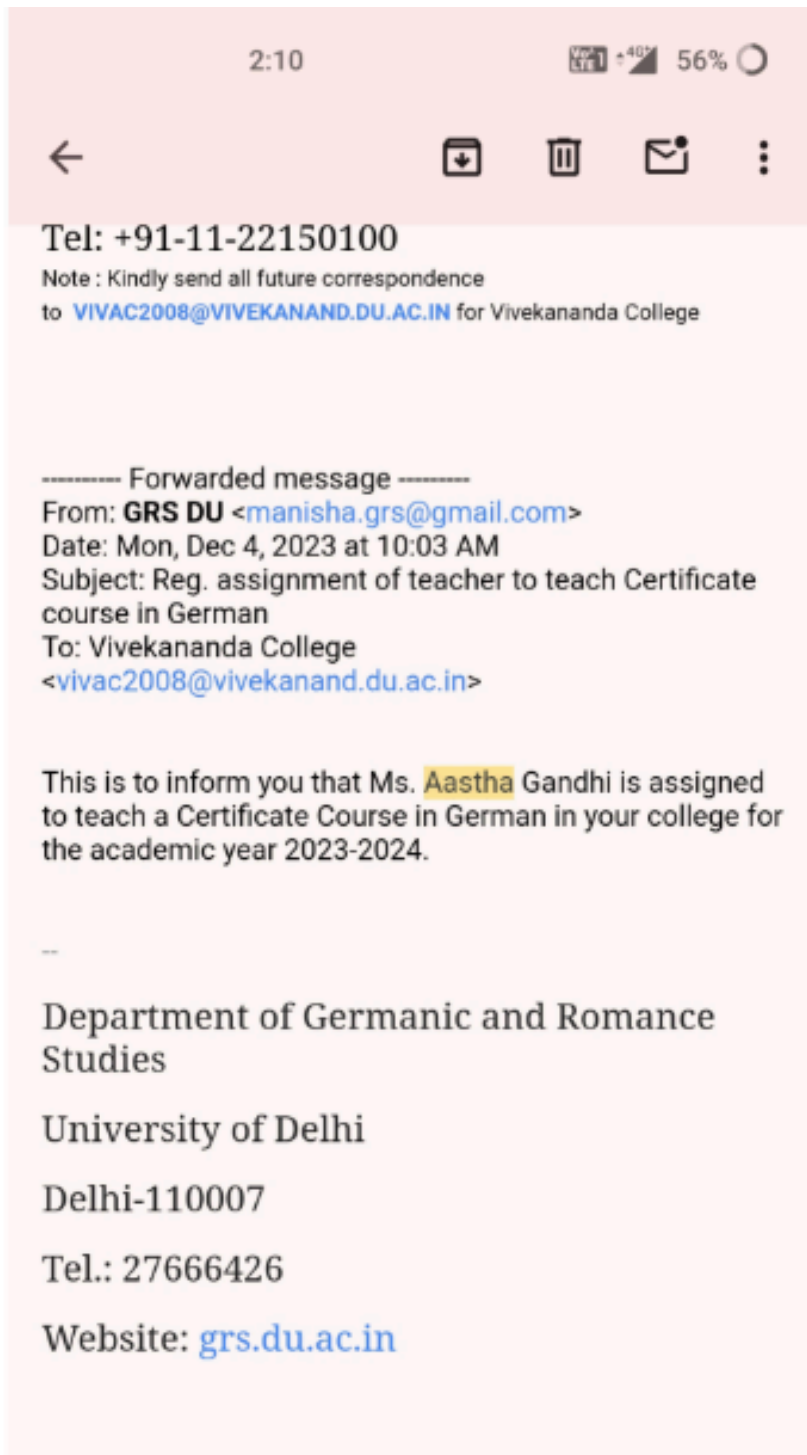 2:10 56%
Tel: +91-11-22150100
Note : Kindly send all future correspondence
to VIVAC2008@VIVEKANAND.DU.AC.IN for Vivekananda College
---------- Forwarded message ---------
From: GRS DU <manisha.grs@gmail.com>
Date: Mon, Dec 4, 2023 at 10:03 AM
Subject: Reg. assignment of teacher to teach Certificate
course in German
To: Vivekananda College
<vivac2008@vivekanand.du.ac.in>
This is to inform you that Ms. Aastha Gandhi is assigned
to teach a Certificate Course in German in your college for
the academic year 2023-2024.
--
Department of Germanic and Romance
Studies
University of Delhi
Delhi-110007
Tel.: 27666426
Website: grs.du.ac.in